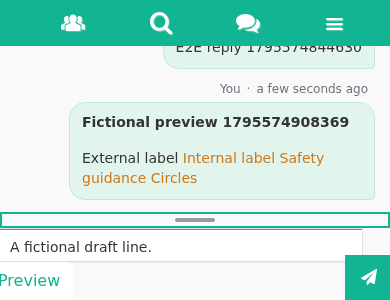 E2E reply 1795574844630
You · a few seconds ago
Fictional preview 1795574908369
External label Internal label Safety
guidance Circles
A fictional draft line.
Preview